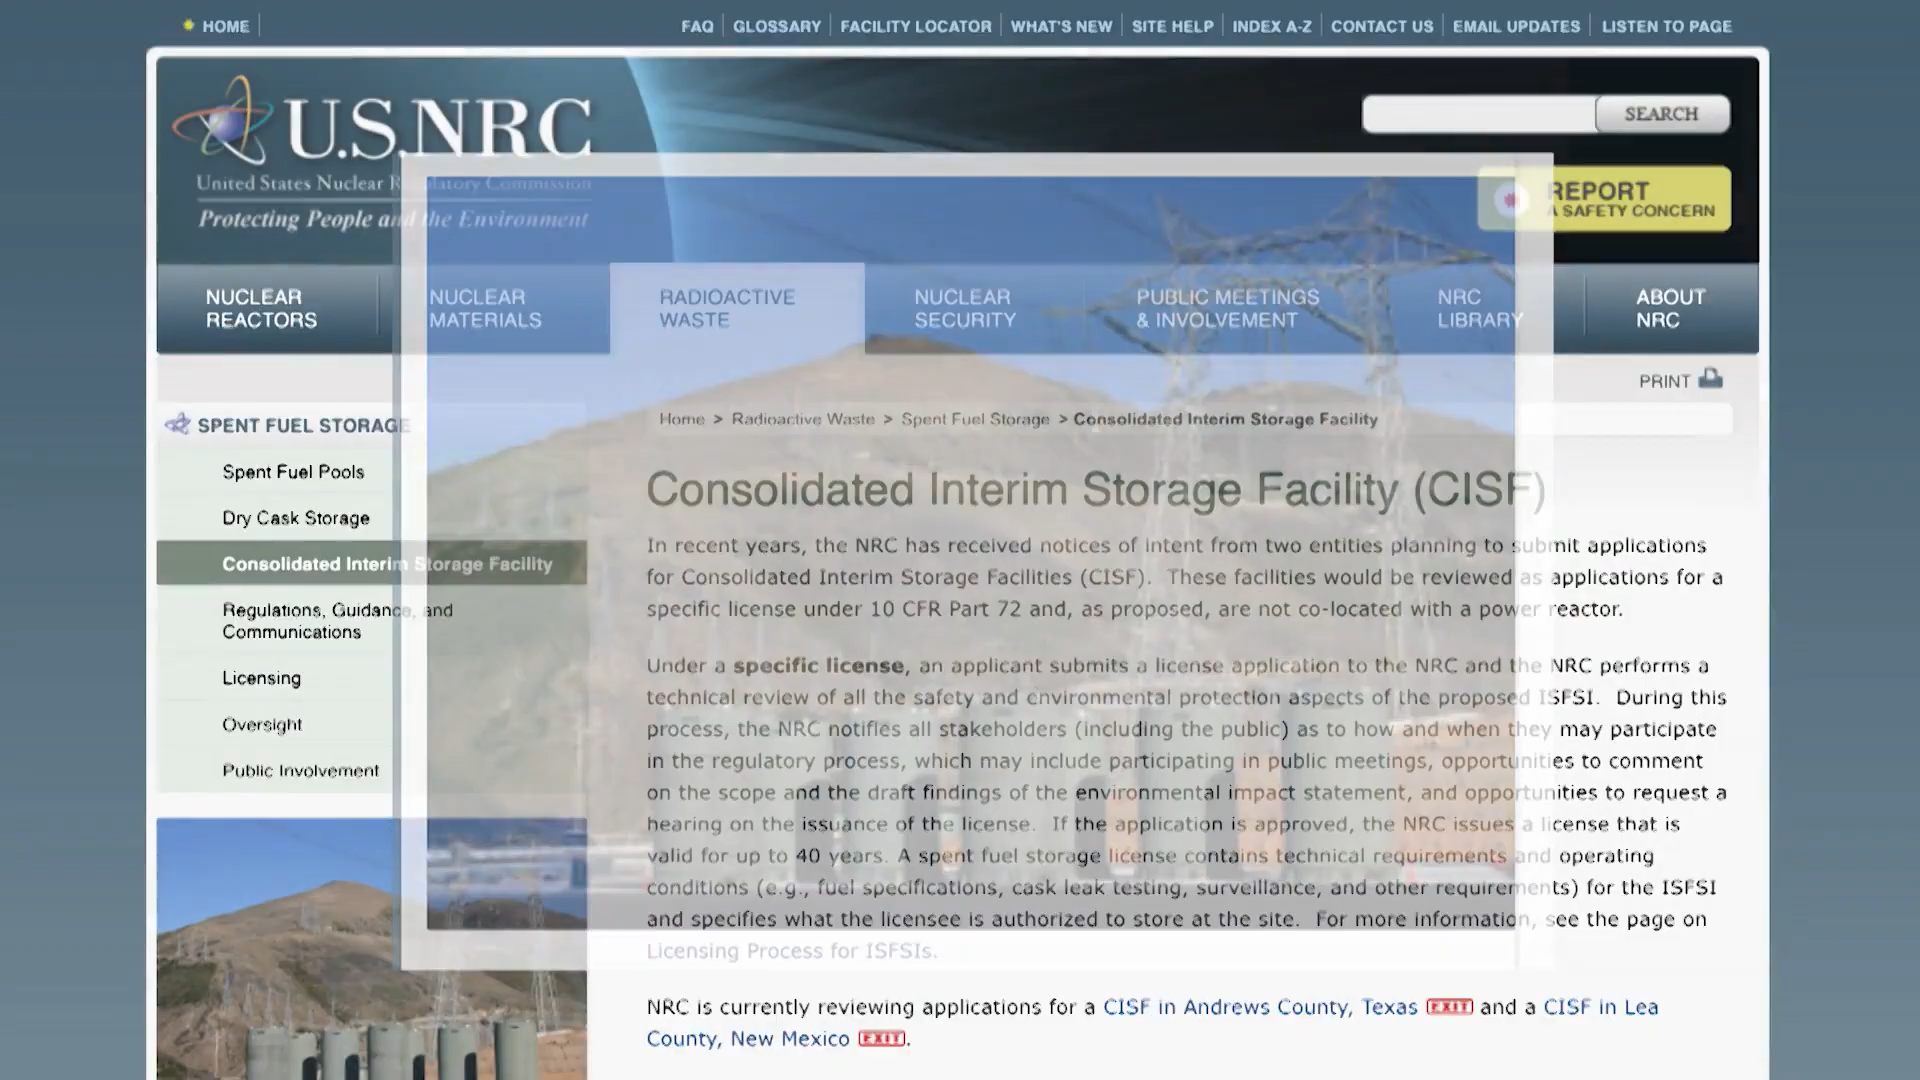 HOME
FAQ
GLOSSARY
FACILITY LOCATOR
WHAT'S NEW
SITE HELP
INDEX A-Z
CONTACT US
EMAIL UPDATES
LISTEN TO PAGE
U.S.NRC
United States Nuclear Regulatory Commission
Protecting People and the Environment
SEARCH
REPORT
A SAFETY CONCERN
NUCLEAR
REACTORS
NUCLEAR
MATERIALS
RADIOACTIVE
WASTE
NUCLEAR
SECURITY
PUBLIC MEETINGS
& INVOLVEMENT
NRC
LIBRARY
ABOUT
NRC
PRINT
SPENT FUEL STORAGE
Spent Fuel Pools
Dry Cask Storage
Consolidated Interim Storage Facility
Regulations, Guidance, and
Communications
Licensing
Oversight
Public Involvement
Home > Radioactive Waste > Spent Fuel Storage > Consolidated Interim Storage Facility
Consolidated Interim Storage Facility (CISF)
In recent years, the NRC has received notices of intent from two entities planning to submit applications
for Consolidated Interim Storage Facilities (CISF).  These facilities would be reviewed as applications for a
specific license under 10 CFR Part 72 and, as proposed, are not co-located with a power reactor.
Under a specific license, an applicant submits a license application to the NRC and the NRC performs a
technical review of all the safety and environmental protection aspects of the proposed ISFSI.  During this
process, the NRC notifies all stakeholders (including the public) as to how and when they may participate
in the regulatory process, which may include participating in public meetings, opportunities to comment
on the scope and the draft findings of the environmental impact statement, and opportunities to request a
hearing on the issuance of the license.  If the application is approved, the NRC issues a license that is
valid for up to 40 years. A spent fuel storage license contains technical requirements and operating
conditions (e.g., fuel specifications, cask leak testing, surveillance, and other requirements) for the ISFSI
and specifies what the licensee is authorized to store at the site.  For more information, see the page on
Licensing Process for ISFSIs.
NRC is currently reviewing applications for a CISF in Andrews County, Texas EXIT and a CISF in Lea
County, New Mexico EXIT.